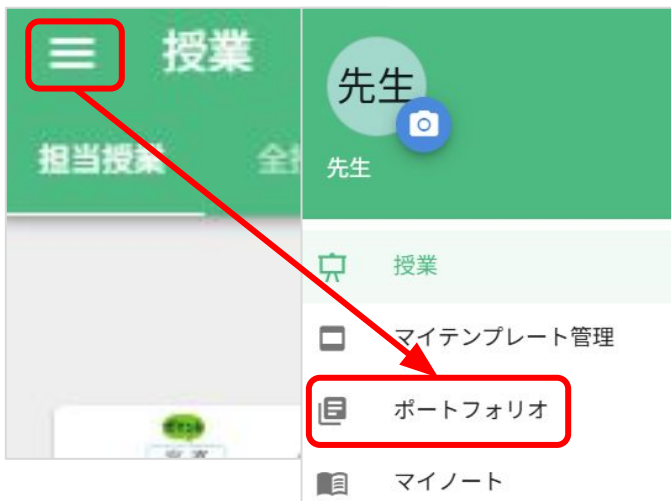 授業
担当授業
先生
先生
授業
マイテンプレート管理
ポートフォリオ
マイノート